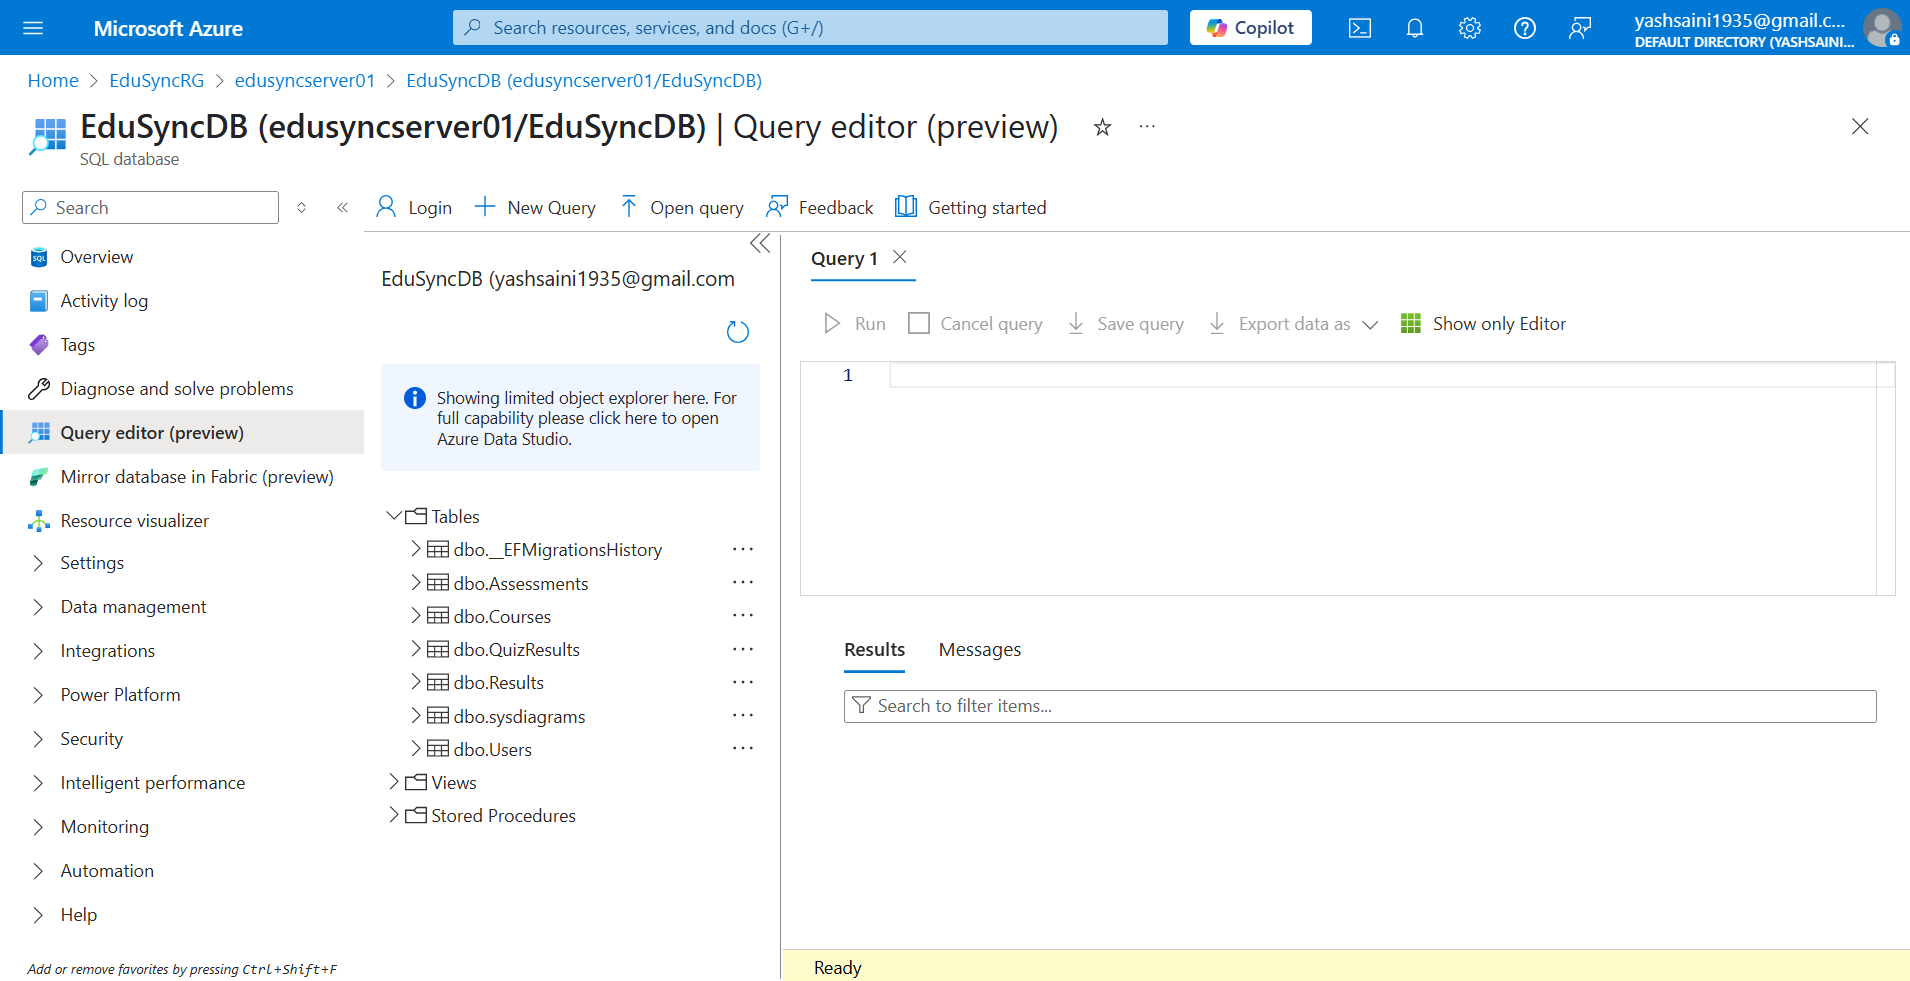 Microsoft Azure
Search resources, services, and docs (G+/)
Copilot
yashsaini1935@gmail.c...
DEFAULT DIRECTORY (YASHSAINI...
Home > EduSyncRG > edusyncserver01 > EduSyncDB (edusyncserver01/EduSyncDB)
EduSyncDB (edusyncserver01/EduSyncDB) | Query editor (preview)
SQL database
Search
Overview
Activity log
Tags
Diagnose and solve problems
Query editor (preview)
Mirror database in Fabric (preview)
Resource visualizer
Settings
Data management
Integrations
Power Platform
Security
Intelligent performance
Monitoring
Automation
Help
Add or remove favorites by pressing Ctrl+Shift+F
Login
New Query
Open query
Feedback
Getting started
EduSyncDB (yashsaini1935@gmail.com
Showing limited object explorer here. For
full capability please click here to open
Azure Data Studio.
Tables
dbo.__EFMigrationsHistory
dbo.Assessments
dbo.Courses
dbo.QuizResults
dbo.Results
dbo.sysdiagrams
dbo.Users
Views
Stored Procedures
Query 1
Run
Cancel query
Save query
Export data as
Show only Editor
1
Results
Messages
Search to filter items...
Ready